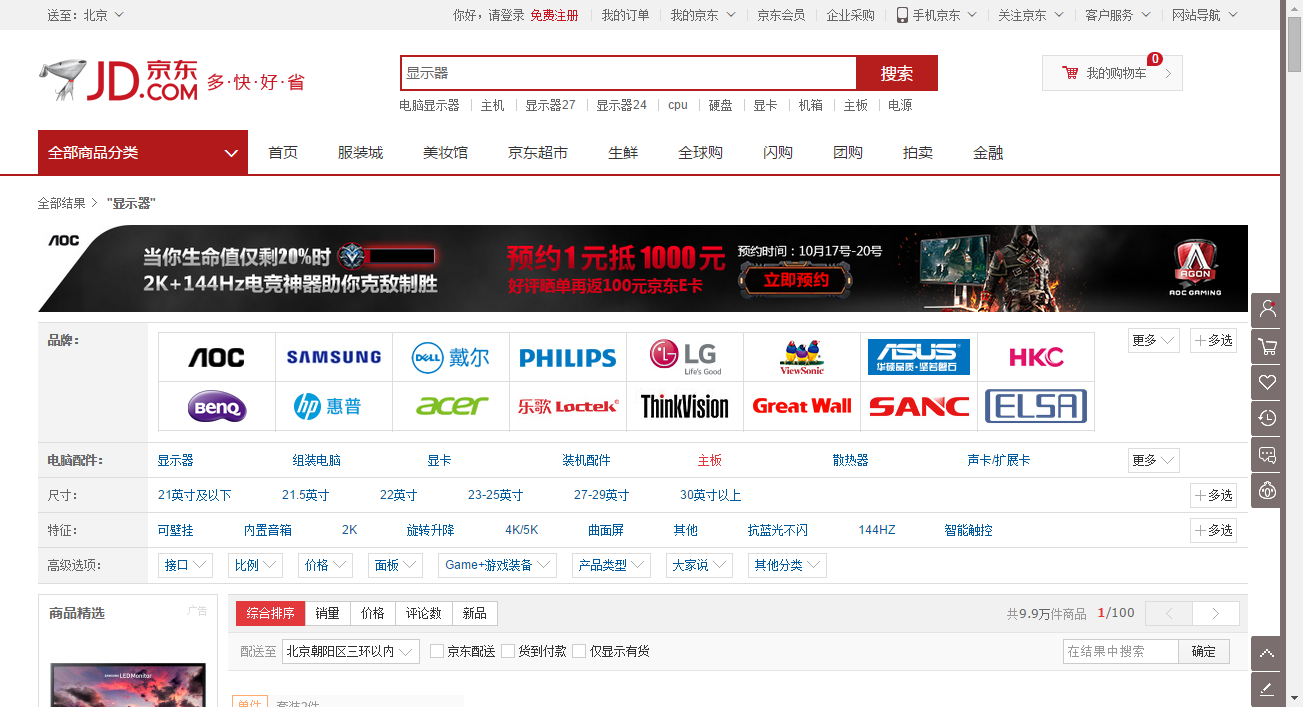 送至：北京
你好，请登录 免费注册 我的订单 我的京东 京东会员 企业采购 手机京东 关注京东 客户服务 网站导航
JD.COM 京东 多·快·好·省
显示器 搜索
0
我的购物车
电脑显示器 主机 显示器27 显示器24 cpu 硬盘 显卡 机箱 主板 电源
全部商品分类 首页 服装城 美妆馆 京东超市 生鲜 全球购 闪购 团购 拍卖 金融
全部结果 "显示器"
AOC
当你生命值仅剩20%时
2K+144Hz电竞神器助你克敌制胜
预约1元抵1000元
好评晒单再返100元京东E卡
预约时间：10月17号-20号
立即预约
AGON
AOC GAMING
品牌： 更多 多选
AOC SAMSUNG DELL 戴尔 PHILIPS LG Life's Good ViewSonic ASUS 华硕品质·坚若磐石 HKC
BenQ hp 惠普 acer 乐歌 Loctek ThinkVision Great Wall SANC ELSA
电脑配件： 显示器 组装电脑 显卡 装机配件 主板 散热器 声卡/扩展卡 更多
尺寸： 21英寸及以下 21.5英寸 22英寸 23-25英寸 27-29英寸 30英寸以上 多选
特征： 可壁挂 内置音箱 2K 旋转升降 4K/5K 曲面屏 其他 抗蓝光不闪 144HZ 智能触控 多选
高级选项： 接口 比例 价格 面板 Game+游戏装备 产品类型 大家说 其他分类
商品精选 广告
SAMSUNG LED Monitor
综合排序 销量 价格 评论数 新品 共9.9万件商品 1/100
配送至 北京朝阳区三环以内 京东配送 货到付款 仅显示有货 在结果中搜索 确定
单件 套装2件